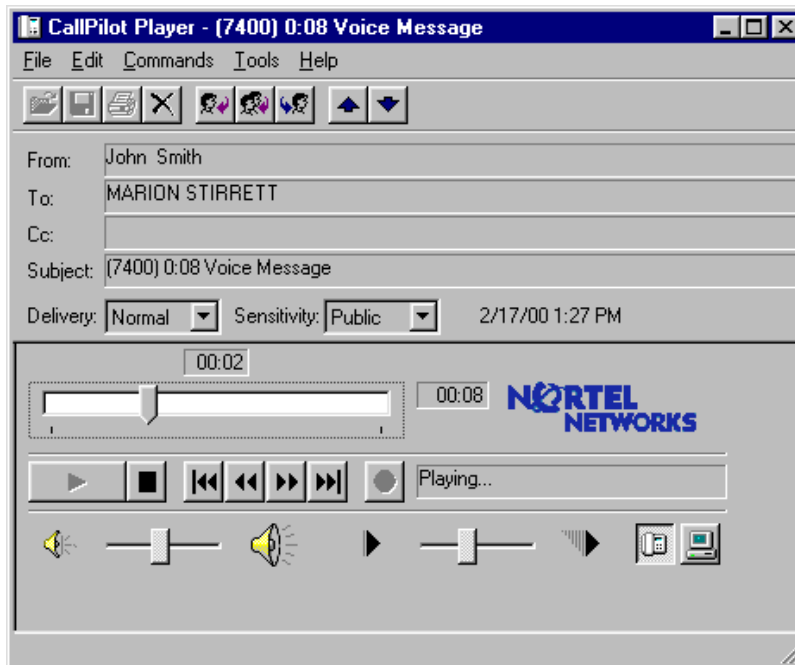 CallPilot Player - (7400) 0:08 Voice Message
File Edit Commands Tools Help
From: John Smith
To: MARION STIRRETT
Cc:
Subject: (7400) 0:08 Voice Message
Delivery: Normal Sensitivity: Public 2/17/00 1:27 PM
00:02
00:08 NORTEL
NETWORKS
Playing...